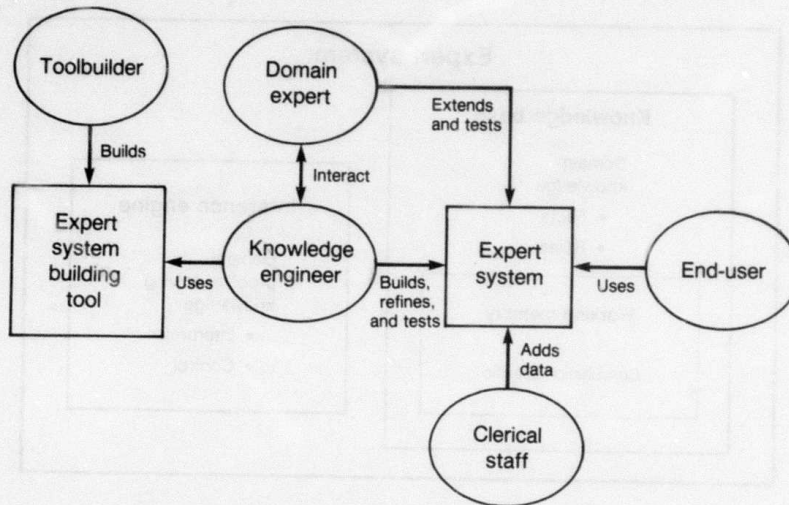 Toolbuilder
Domain
expert
Extends
and tests
Builds
Interact
Expert
system
building
tool
Uses
Knowledge
engineer
Builds,
refines,
and tests
Expert
system
Uses
End-user
Adds
data
Clerical
staff